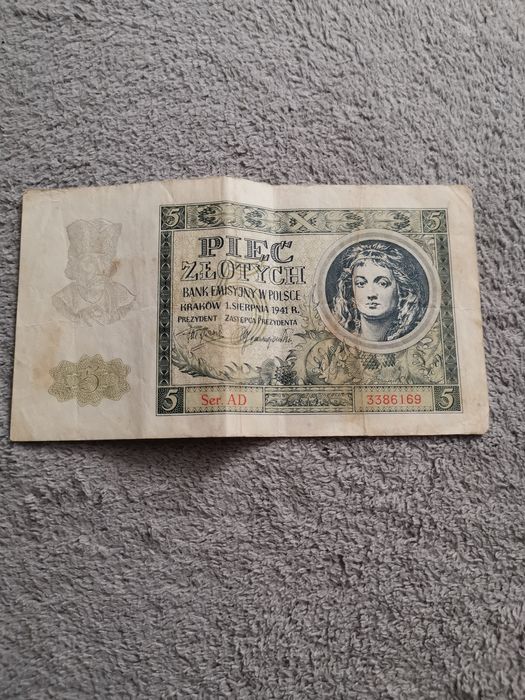 5 5
PIĘĆ
ZŁOTYCH
BANK EMISYJNY W POLSCE
KRAKÓW 1. SIERPNIA 1941 R.
PREZYDENT ZASTĘPCA PREZYDENTA
5
5 Ser. AD 3386169 5